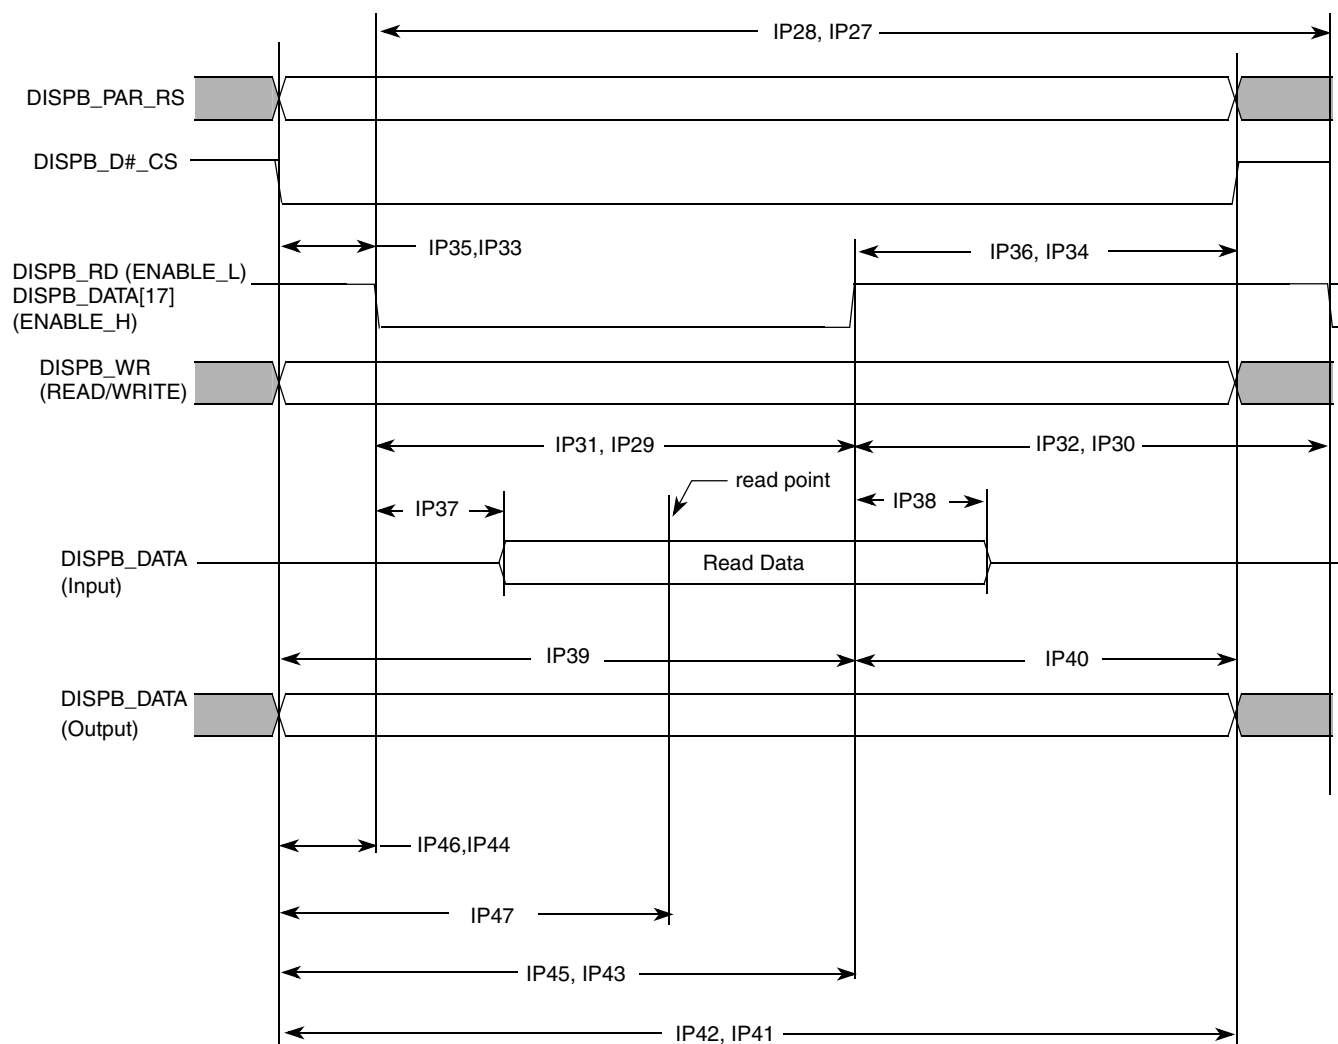 IP28, IP27
DISPB_PAR_RS
DISPB_D#_CS
IP35,IP33
IP36, IP34
DISPB_RD (ENABLE_L)
DISPB_DATA[17]
(ENABLE_H)
DISPB_WR
(READ/WRITE)
IP31, IP29
IP32, IP30
read point
IP37
IP38
DISPB_DATA
(Input)
Read Data
IP39
IP40
DISPB_DATA
(Output)
IP46,IP44
IP47
IP45, IP43
IP42, IP41